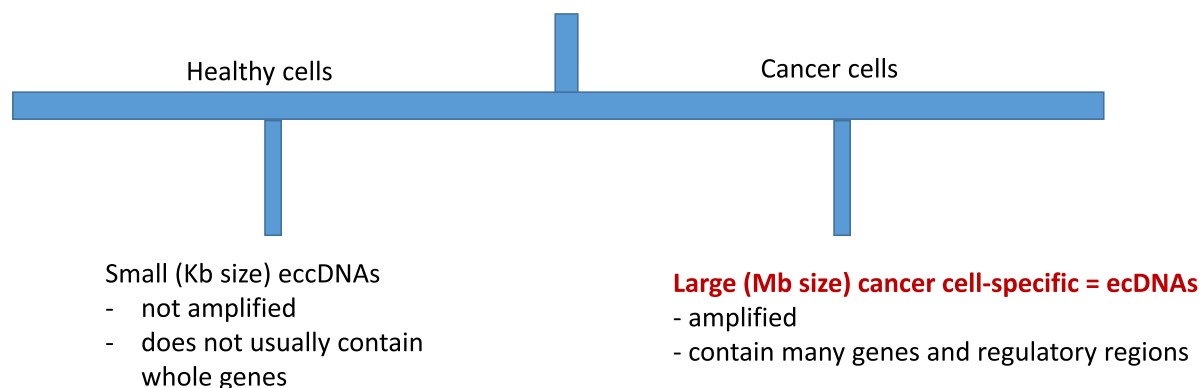 Healthy cells
Cancer cells
Small (Kb size) eccDNAs
- not amplified
- does not usually contain
whole genes
Large (Mb size) cancer cell-specific = ecDNAs
- amplified
- contain many genes and regulatory regions